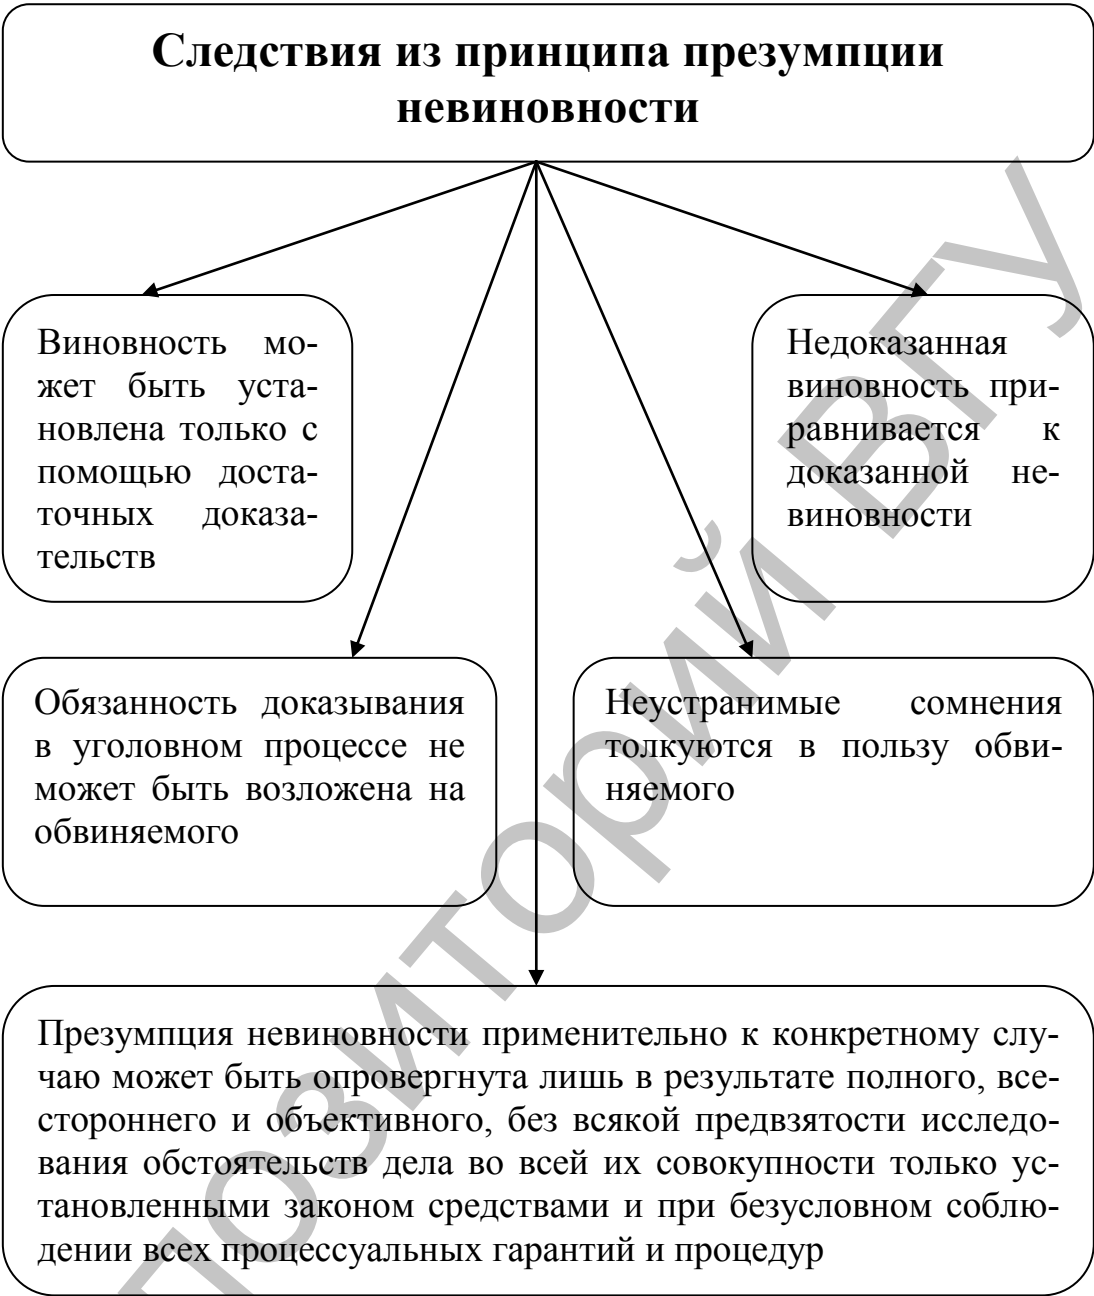 Следствия из принципа презумпции
невиновности
Виновность мо-
жет быть уста-
новлена только с
помощью доста-
точных доказа-
тельств
Недоказанная
виновность при-
равнивается к
доказанной не-
виновности
Обязанность доказывания
в уголовном процессе не
может быть возложена на
обвиняемого
Неустранимые сомнения
толкуются в пользу обви-
няемого
Презумпция невиновности применительно к конкретному слу-
чаю может быть опровергнута лишь в результате полного, все-
стороннего и объективного, без всякой предвзятости исследо-
вания обстоятельств дела во всей их совокупности только ус-
тановленными законом средствами и при безусловном соблю-
дении всех процессуальных гарантий и процедур
позиторий ВГУ